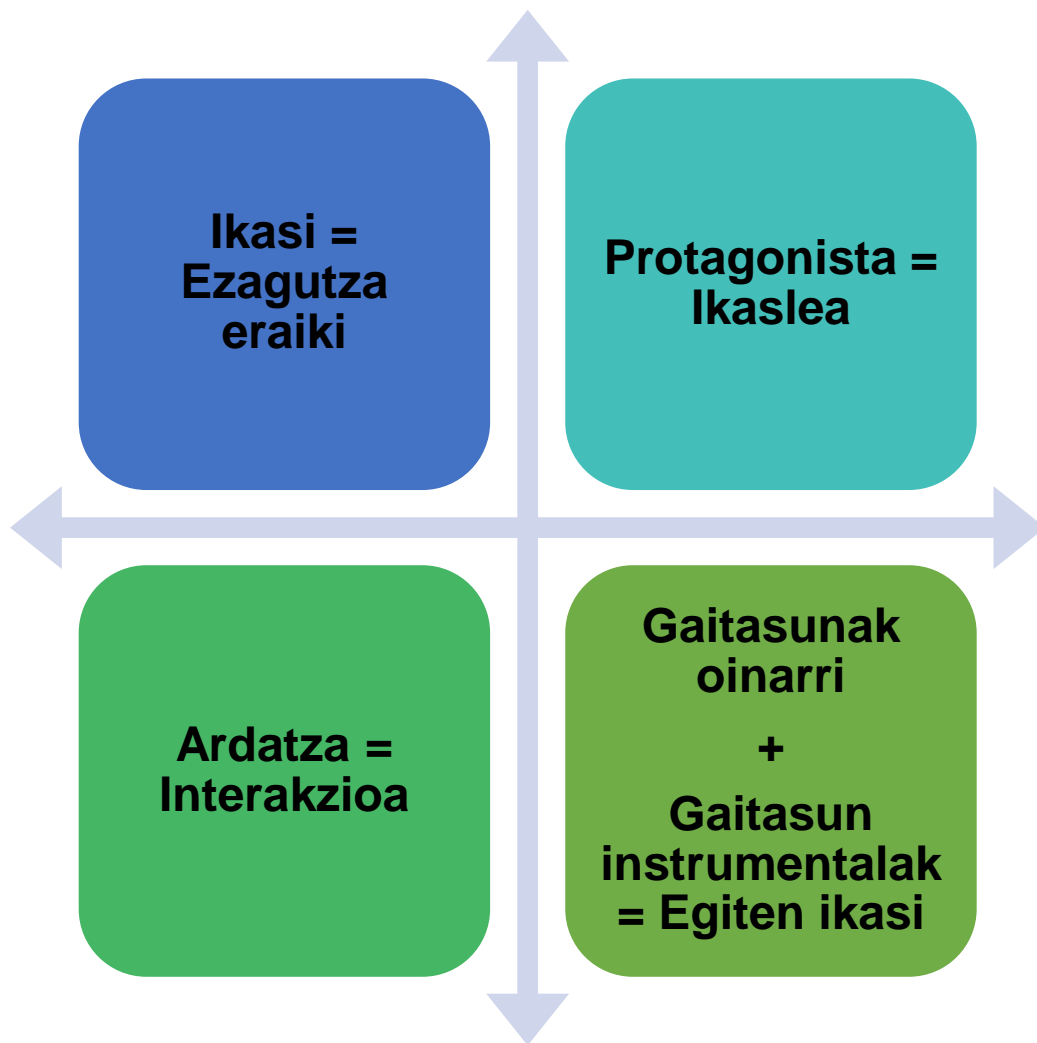 Ikasi =
Ezagutza
eraiki
Protagonista =
Ikaslea
Ardatza =
Interakzioa
Gaitasunak
oinarri
+
Gaitasun
instrumentalak
= Egiten ikasi